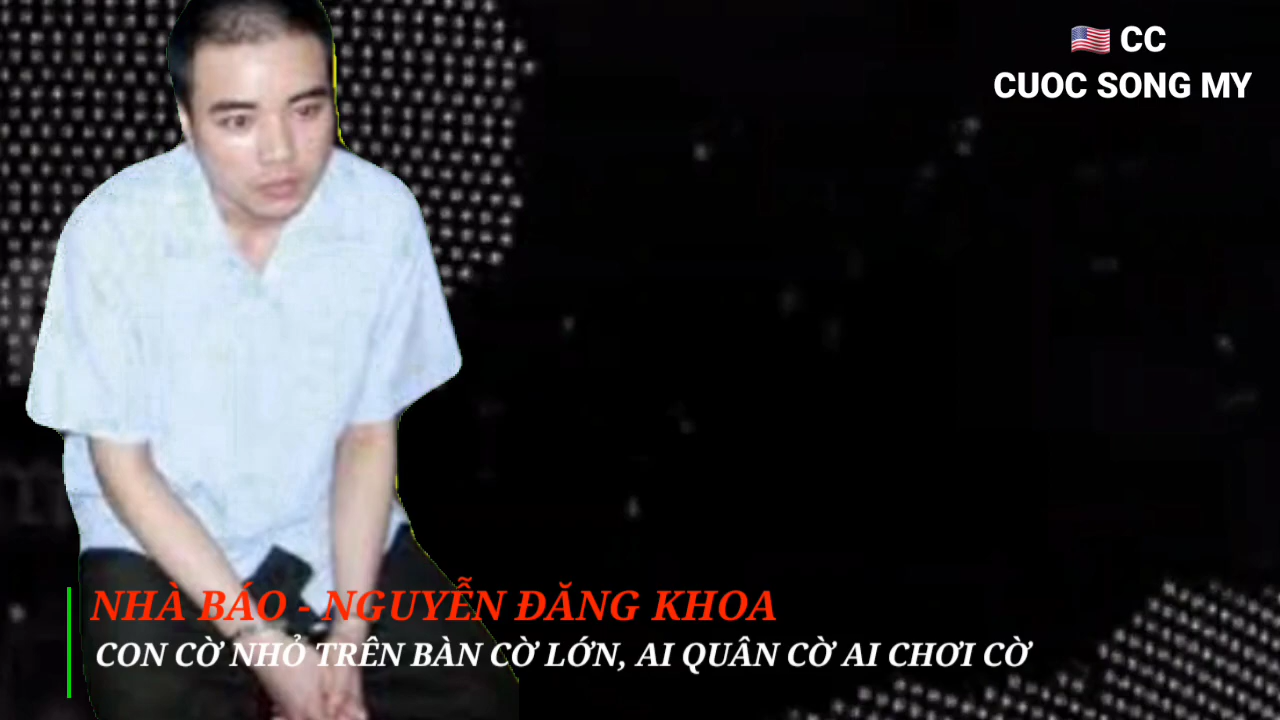 🇺🇸 CC
CUOC SONG MY
NHÀ BÁO - NGUYỄN ĐĂNG KHOA
CON CỜ NHỎ TRÊN BÀN CỜ LỚN, AI QUÂN CỜ AI CHƠI CỜ